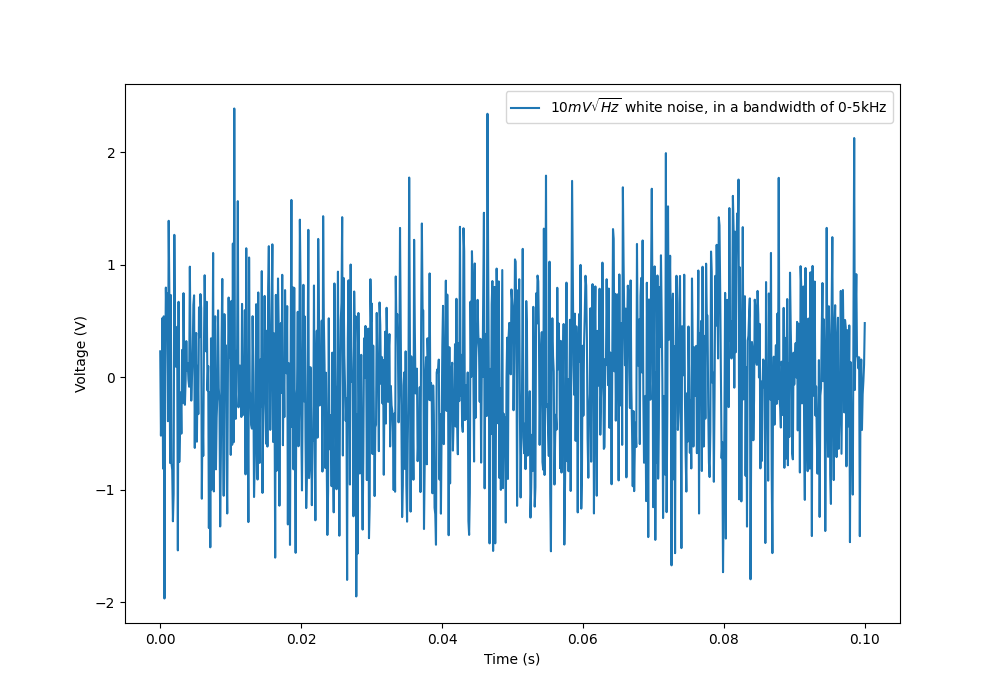 10mV√Hz white noise, in a bandwidth of 0-5kHz
2
1
0
−1
−2
Voltage (V)
0.00 0.02 0.04 0.06 0.08 0.10
Time (s)